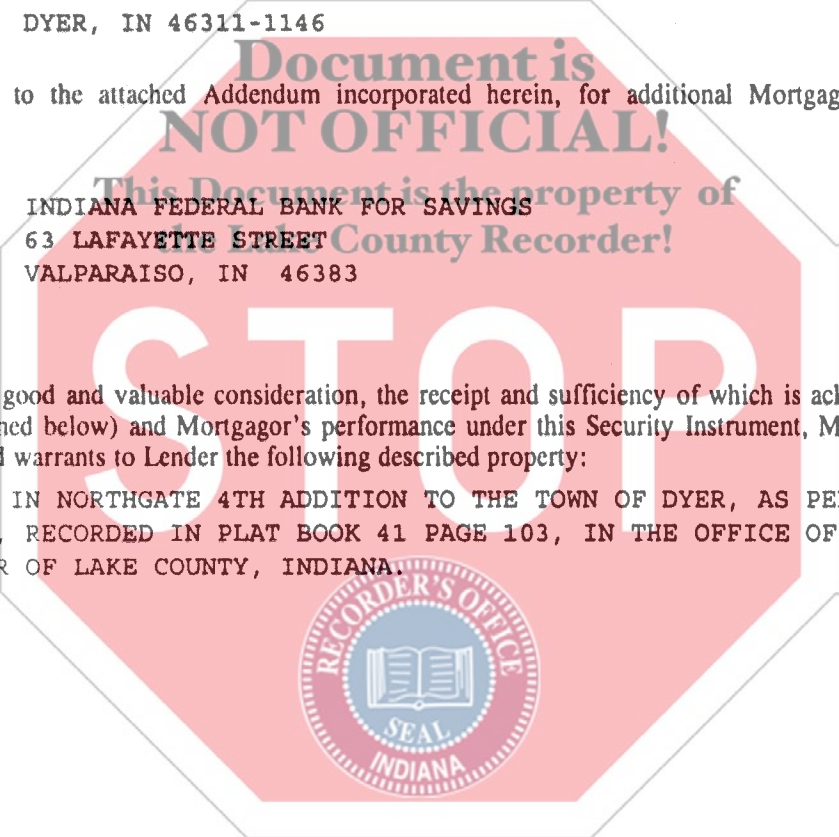 DYER, IN 46311-1146
Document is
to the attached Addendum incorporated herein, for additional Mortgag
NOT OFFICIAL!
This Document is the property of
INDIANA FEDERAL BANK FOR SAVINGS
63 LAFAYETTE STREET
the Lake County Recorder!
VALPARAISO, IN 46383
STOP
good and valuable consideration, the receipt and sufficiency of which is ack
ned below) and Mortgagor's performance under this Security Instrument, M
d warrants to Lender the following described property:
IN NORTHGATE 4TH ADDITION TO THE TOWN OF DYER, AS PE
, RECORDED IN PLAT BOOK 41 PAGE 103, IN THE OFFICE OF
R OF LAKE COUNTY, INDIANA.
RECORDER'S OFFICE
SEAL
INDIANA